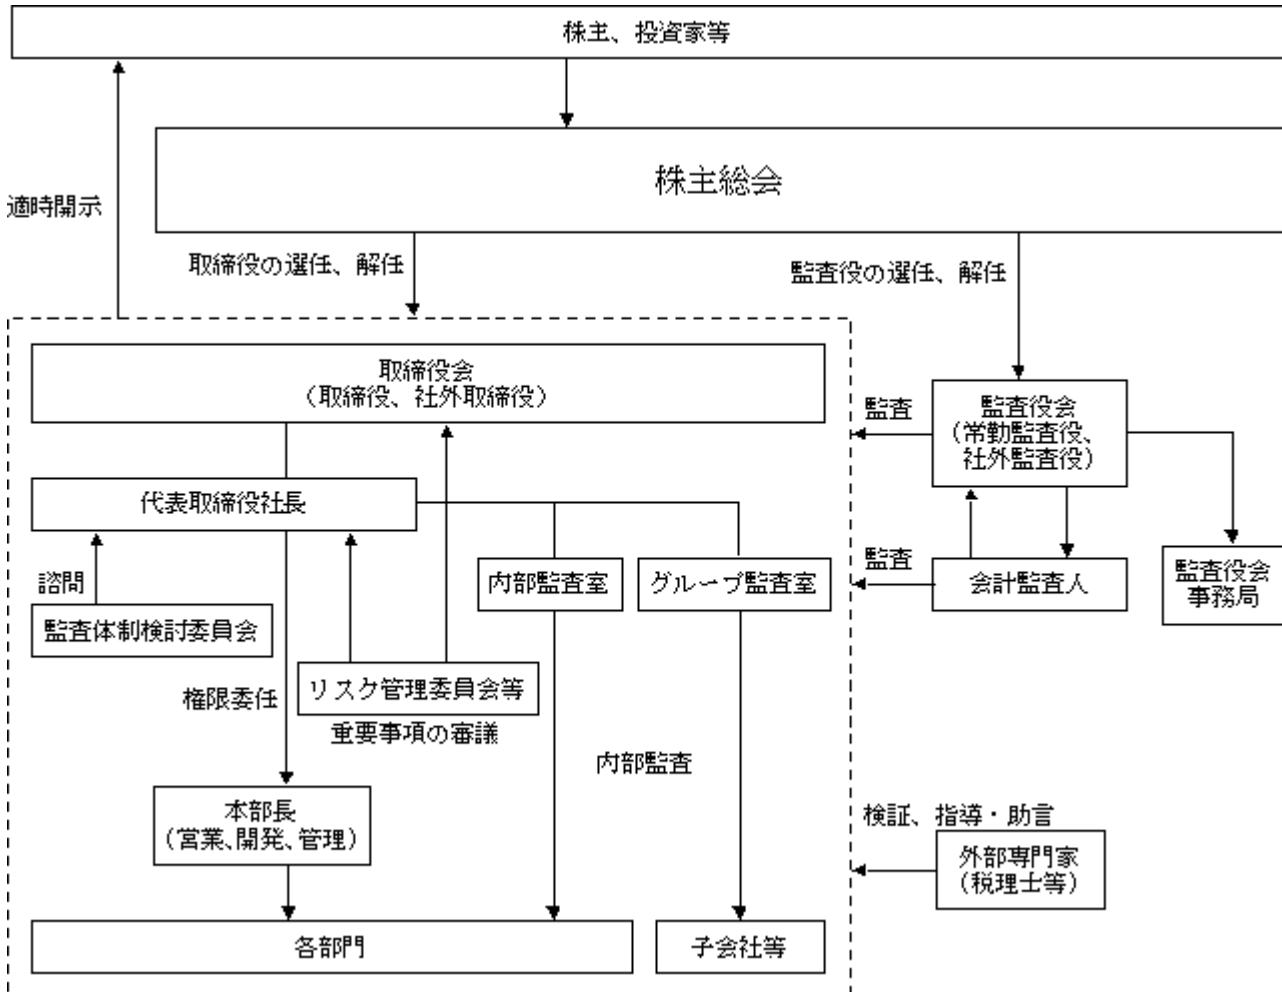 株主、投資家等
株主総会
適時開示
取締役の選任、解任
監査役の選任、解任
取締役会
（取締役、社外取締役）
監査
監査役会
（常勤監査役、
社外監査役）
代表取締役社長
諮問
監査体制検討委員会
内部監査室
グループ監査室
監査
会計監査人
監査役会
事務局
権限委任
リスク管理委員会等
重要事項の審議
内部監査
本部長
（営業、開発、管理）
検証、指導・助言
外部専門家
（税理士等）
各部門
子会社等